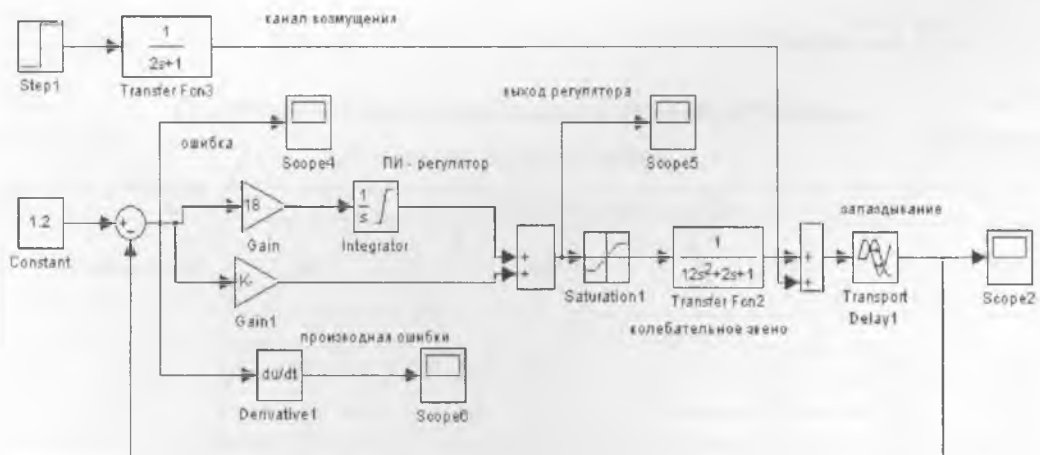 канал возмущения
1
2s+1
Step1
Transfer Fcn3
выход регулятора
ошибка
Scope4
Scope5
ПИ - регулятор
1.2
Constant
18
Gain
1
s
Integrator
K-
Gain1
+
-
+
+
Saturation1
1
12s²+2s+1
Transfer Fcn2
колебательное звено
+
+
запаздывание
Transport
Delay1
Scope2
производная ошибки
du/dt
Derivative1
Scope6